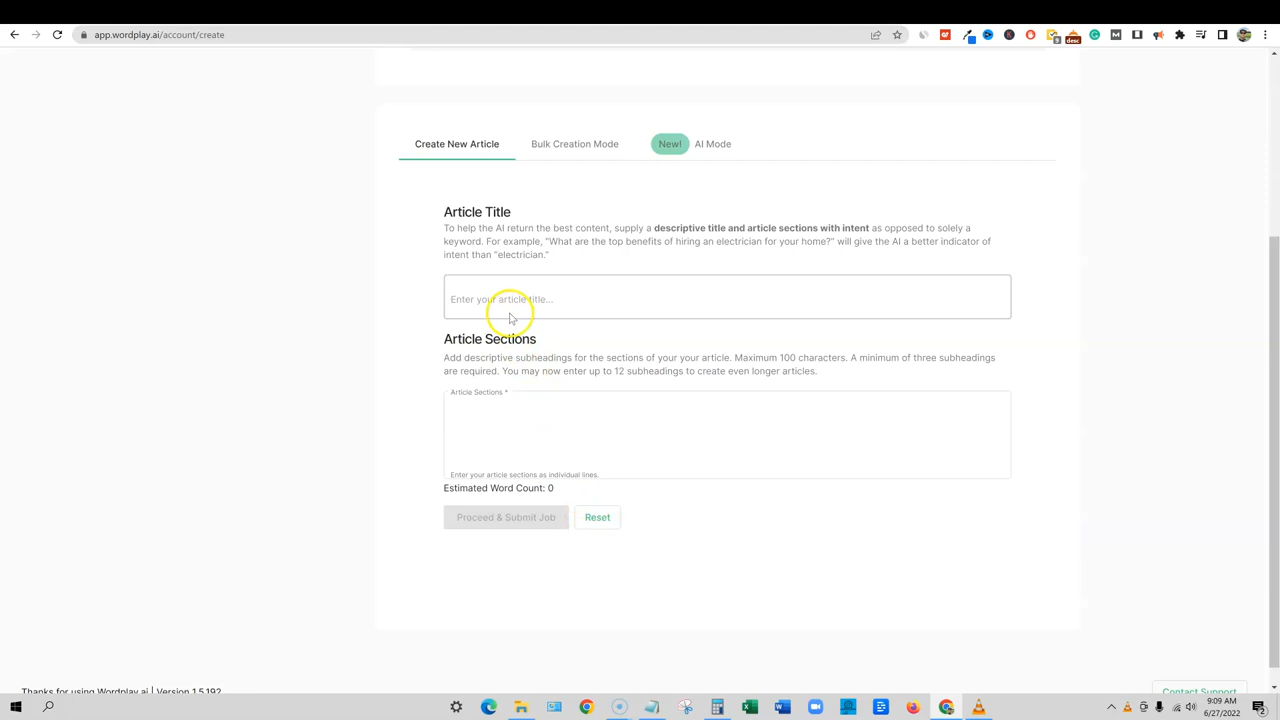 app.wordplay.ai/account/create
desc
Create New Article
Bulk Creation Mode
New!
AI Mode
Article Title
To help the AI return the best content, supply a descriptive title and article sections with intent as opposed to solely a
keyword. For example, "What are the top benefits of hiring an electrician for your home?" will give the AI a better indicator of
intent than "electrician."
Enter your article title...
Article Sections
Add descriptive subheadings for the sections of your your article. Maximum 100 characters. A minimum of three subheadings
are required. You may now enter up to 12 subheadings to create even longer articles.
Article Sections *
Enter your article sections as individual lines.
Estimated Word Count: 0
Proceed & Submit Job
Reset
Thanks for using Wordplay.ai | Version 1.5.192
Contact Support
9:09 AM
6/27/2022